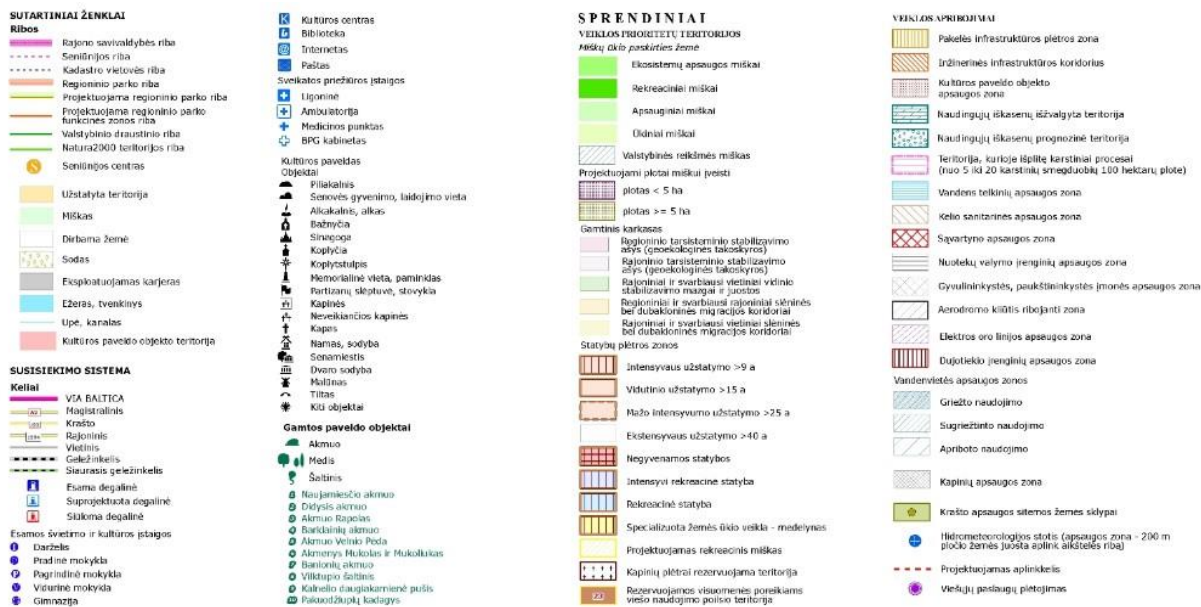 SUTARTINIAI ŽENKLAI
Ribos
Rajono savivaldybės riba
Seniūnijos riba
Kadastro vietovės riba
Regioninio parko riba
Projektuojama regioninio parko riba
Projektuojama regioninio parko
funkcinės zonos riba
Valstybinio draustinio riba
Natura2000 teritorijos riba
S Seniūnijos centras
Užstatyta teritorija
Miškas
Dirbama žemė
Sodas
Eksploatuojamas karjeras
Ežeras, tvenkinys
Upė, kanalas
Kultūros paveldo objekto teritorija
SUSISIEKIMO SISTEMA
Keliai
VIA BALTICA
Magistralinis
Krašto
Rajoninis
Vietinis
Geležinkelis
Siaurasis geležinkelis
Esama degalinė
Suprojektuota degalinė
Siūloma degalinė
Esamos švietimo ir kultūros įstaigos
Darželis
Pradinė mokykla
Pagrindinė mokykla
Vidurinė mokykla
Gimnazija
K Kultūros centras
Biblioteka
@ Internetas
Paštas
Sveikatos priežiūros įstaigos
Ligoninė
Ambulatorija
Medicinos punktas
BPG kabinetas
Kultūros paveldas
Objektai
Piliakalnis
Senovės gyvenimo, laidojimo vieta
Alkakalnis, alkas
Bažnyčia
Sinagoga
Koplyčia
Koplytstulpis
Memorialinė vieta, paminklas
Partizanų slėptuvė, stovykla
Kapinės
Neveikiančios kapinės
Kapas
Namas, sodyba
Senamiestis
Dvaro sodyba
Malūnas
Tiltas
Kiti objektai
Gamtos paveldo objektai
Akmuo
Medis
Šaltinis
Naujamiesčio akmuo
Didysis akmuo
Akmuo Rapolas
Barklainių akmuo
Akmuo Velnio Pėda
Akmenys Mukolas ir Mukoliukas
Banionių akmuo
Vilktupio šaltinis
Kalnelio daugiakamienė pušis
Pakuodžiupių kadagys
SPRENDINIAI
VEIKLOS PRIORITETŲ TERITORIJOS
Miškų ūkio paskirties žemė
Ekosistemų apsaugos miškai
Rekreaciniai miškai
Apsauginiai miškai
Ūkiniai miškai
Valstybinės reikšmės miškas
Projektuojami plotai miškui įveisti
plotas < 5 ha
plotas >= 5 ha
Gamtinis karkasas
Regioninio tarpsisteminio stabilizavimo
ašys (geoekologinės takoskyros)
Rajoninio tarpsisteminio stabilizavimo
ašys (geoekologinės takoskyros)
Rajoniniai ir svarbiausi vietiniai vidinio
stabilizavimo mazgai ir juostos
Regioniniai ir svarbiausi rajoniniai slėninės
bei dubakloninės migracijos koridoriai
Rajoniniai ir svarbiausi vietiniai slėninės
bei dubakloninės migracijos koridoriai
Statybų plėtros zonos
Intensyvaus užstatymo >9 a
Vidutinio užstatymo >15 a
Mažo intensyvumo užstatymo >25 a
Ekstensyvaus užstatymo >40 a
Negyvenamos statybos
Intensyvi rekreacinė statyba
Rekreacinė statyba
Specializuota žemės ūkio veikla - medelynas
Projektuojamas rekreacinis miškas
Kapinių plėtrai rezervuojama teritorija
Rezervuojamos visuomenės poreikiams
viešo naudojimo poilsio teritorija
VEIKLOS APRIBOJIMAI
Pakelės infrastruktūros plėtros zona
Inžinerinės infrastruktūros koridorius
Kultūros paveldo objekto
apsaugos zona
Naudingųjų iškasenų išžvalgyta teritorija
Naudingųjų iškasenų prognozinė teritorija
Teritorija, kurioje išplitę karstiniai procesai
(nuo 5 iki 20 karstinių smegduobių 100 hektarų plote)
Vandens telkinių apsaugos zona
Kelio sanitarinės apsaugos zona
Sąvartyno apsaugos zona
Nuotekų valymo įrenginių apsaugos zona
Gyvulininkystės, paukštininkystės įmonės apsaugos zona
Aerodromo kliūtis ribojanti zona
Elektros oro linijos apsaugos zona
Dujotiekio įrenginių apsaugos zona
Vandenvietės apsaugos zonos
Griežto naudojimo
Sugriežtinto naudojimo
Apriboto naudojimo
Kapinių apsaugos zona
Krašto apsaugos sitemos žemės sklypai
Hidrometeorologijos stotis (apsaugos zona - 200 m
pločio žemės juosta aplink aikštelės ribą)
Projektuojamas aplinkkelis
Viešųjų paslaugų plėtojimas